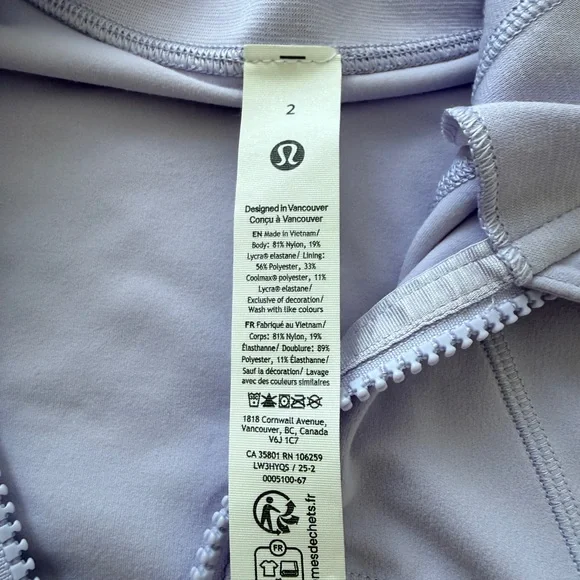 2
Designed in Vancouver
Conçu à Vancouver
EN Made in Vietnam/
Body: 81% Nylon, 19%
Lycra® elastane/ Lining:
56% Polyester, 33%
Coolmax® polyester, 11%
Lycra® elastane/
Exclusive of decoration/
Wash with like colours
FR Fabriqué au Vietnam/
Corps: 81% Nylon, 19%
Élasthanne/ Doublure: 89%
Polyester, 11% Élasthanne/
Sauf la décoration/ Lavage
avec des couleurs similaires
1818 Cornwall Avenue,
Vancouver, BC, Canada
V6J 1C7
CA 35801 RN 106259
LW3HYQS / 25-2
0005100-67
FR
mesdechets.fr